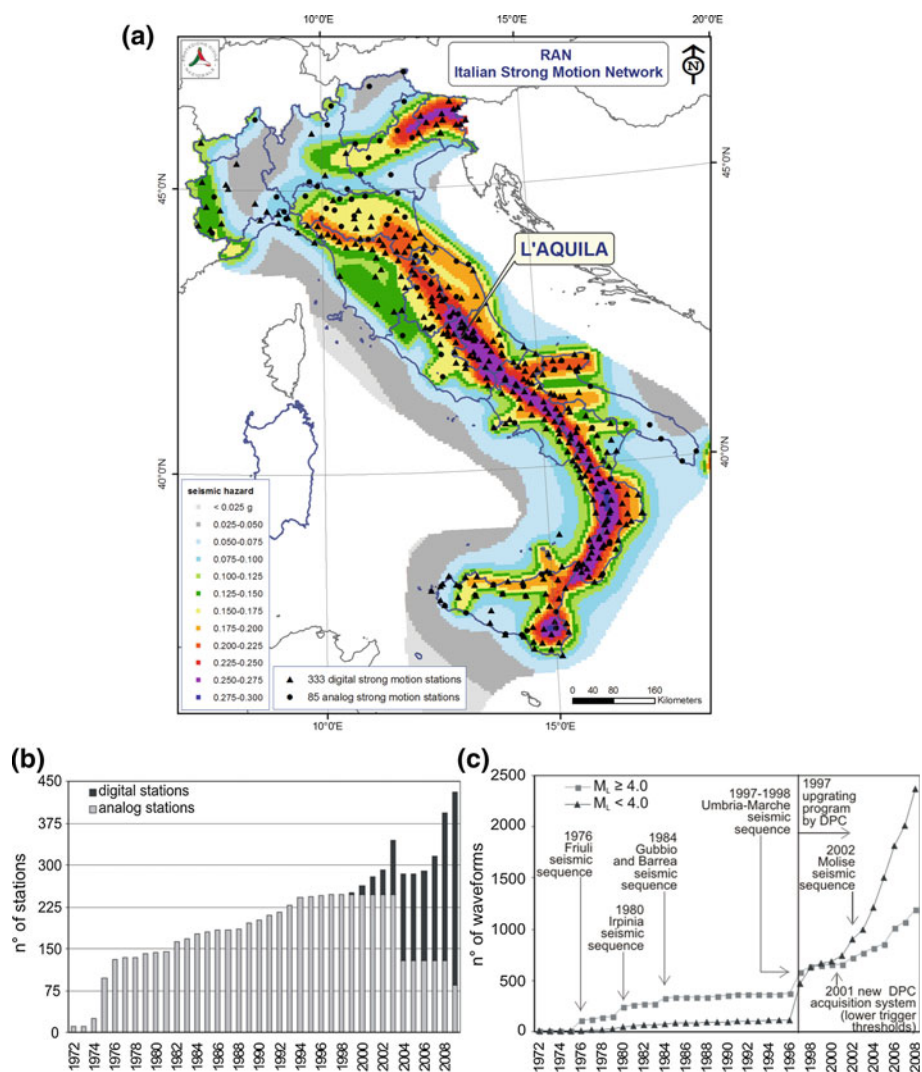 (a)
10°0'E
15°0'E
20°0'E
RAN
Italian Strong Motion Network
N
45°0'N
45°0'N
L'AQUILA
40°0'N
40°0'N
seismic hazard
< 0.025 g
0.025-0.050
0.050-0.075
0.075-0.100
0.100-0.125
0.125-0.150
0.150-0.175
0.175-0.200
0.200-0.225
0.225-0.250
0.250-0.275
0.275-0.300
333 digital strong motion stations
85 analog strong motion stations
0 40 80 160
Kilometers
10°0'E
15°0'E
(b)
n° of stations
450
375
300
225
150
75
0
digital stations
analog stations
1972
1974
1976
1978
1980
1982
1984
1986
1988
1990
1992
1994
1996
1998
2000
2002
2004
2006
2008
(c)
n° of waveforms
2500
2000
1500
1000
500
0
ML ≥ 4.0
ML < 4.0
1976
Friuli
seismic
sequence
1980
Irpinia
seismic
sequence
1984
Gubbio
and Barrea
seismic
sequence
1997-1998
Umbria-Marche
seismic
sequence
1997
upgrating
program
by DPC
2002
Molise
seismic
sequence
2001 new DPC
acquisition system
(lower trigger
thresholds)
1972
1974
1976
1978
1980
1982
1984
1986
1988
1990
1992
1994
1996
1998
2000
2002
2004
2006
2008